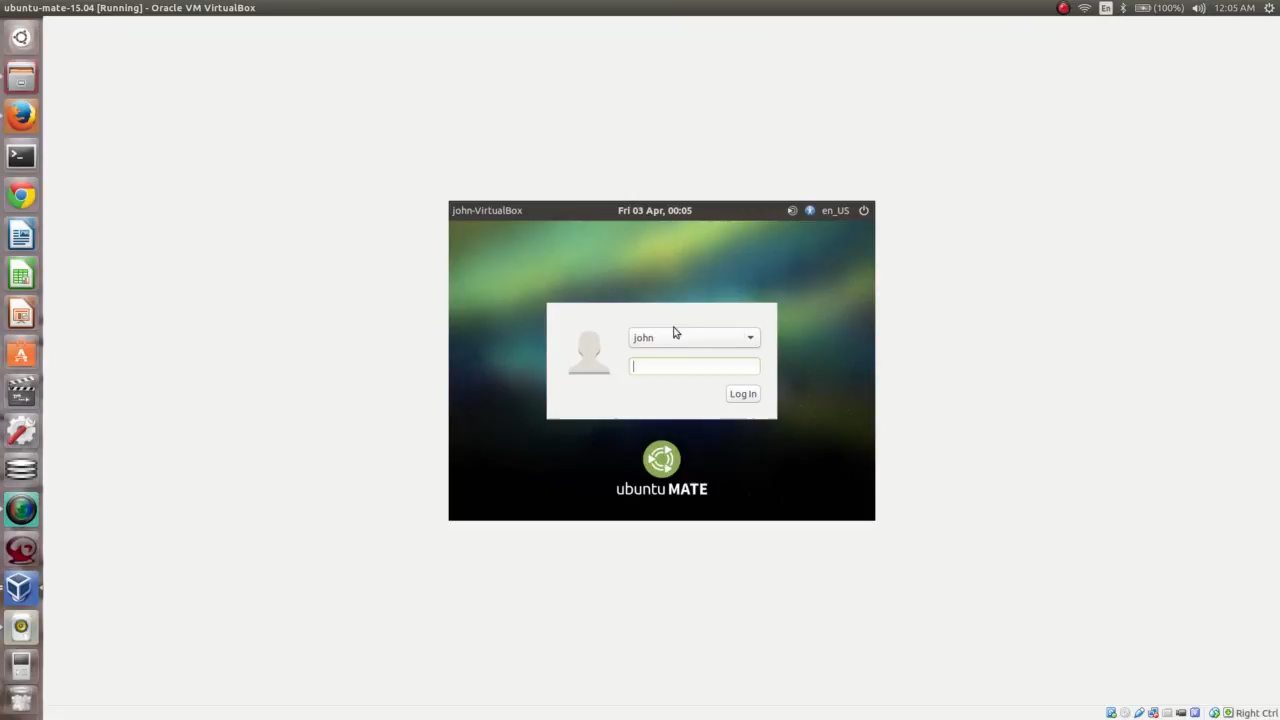 ubuntu-mate-15.04 [Running] - Oracle VM VirtualBox
En
(100%)
12:05 AM
john-VirtualBox
Fri 03 Apr, 00:05
en_US
john
Log In
ubuntu MATE
Right Ctrl